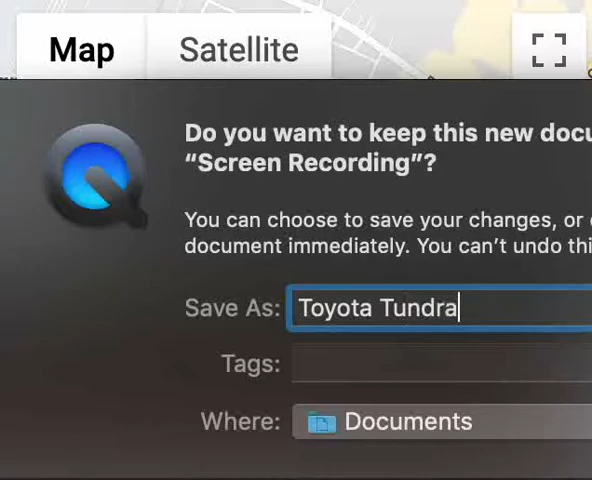 Map Satellite
Do you want to keep this new docu
“Screen Recording”?
You can choose to save your changes, or
document immediately. You can’t undo thi
Save As: Toyota Tundra
Tags:
Where: Documents